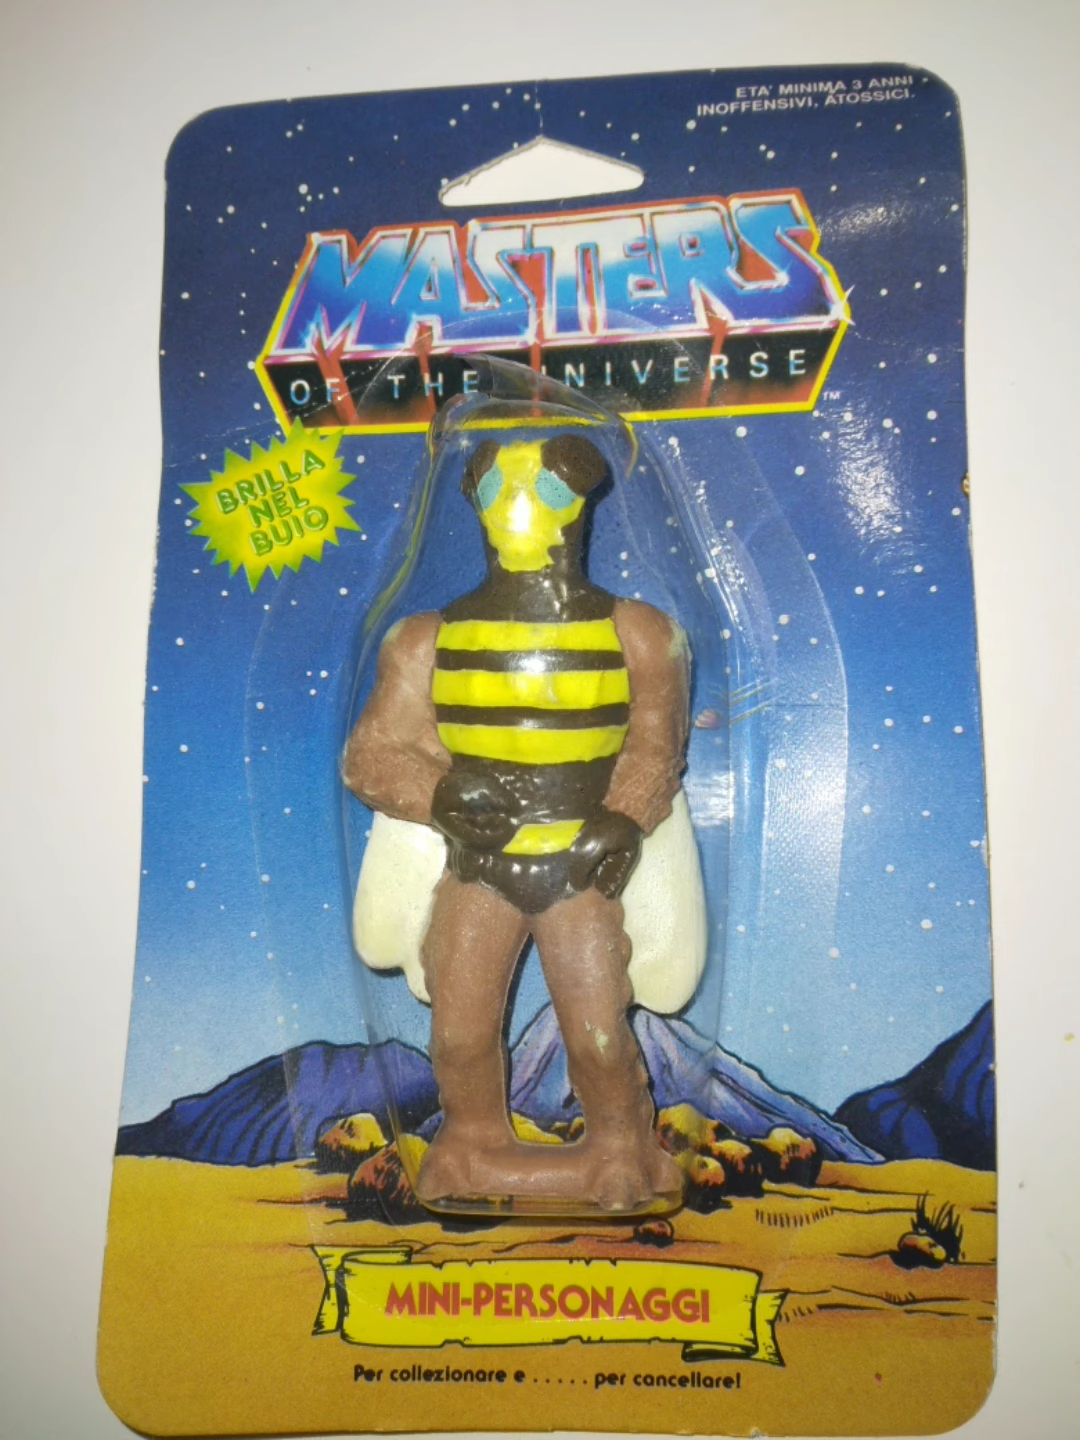 ETA' MINIMA 3 ANNI
INOFFENSIVI, ATOSSICI.
MASTERS
OF THE UNIVERSE
TM
BRILLA
NEL
BUIO
MINI-PERSONAGGI
Per collezionare e ..... per cancellare!